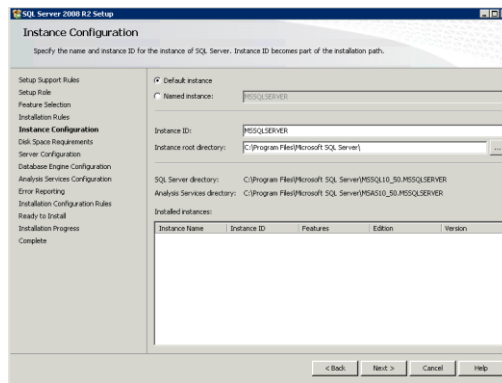 SQL Server 2008 R2 Setup
Instance Configuration
Specify the name and instance ID for the instance of SQL Server. Instance ID becomes part of the installation path.
Setup Support Rules
Setup Role
Feature Selection
Installation Rules
Instance Configuration
Disk Space Requirements
Server Configuration
Database Engine Configuration
Analysis Services Configuration
Error Reporting
Installation Configuration Rules
Ready to Install
Installation Progress
Complete
Default instance
Named instance: MSSQLSERVER
Instance ID: MSSQLSERVER
Instance root directory: C:\Program Files\Microsoft SQL Server\ ...
SQL Server directory: C:\Program Files\Microsoft SQL Server\MSSQL10_50.MSSQLSERVER
Analysis Services directory: C:\Program Files\Microsoft SQL Server\MSAS10_50.MSSQLSERVER
Installed instances:
Instance Name Instance ID Features Edition Version
< Back Next > Cancel Help